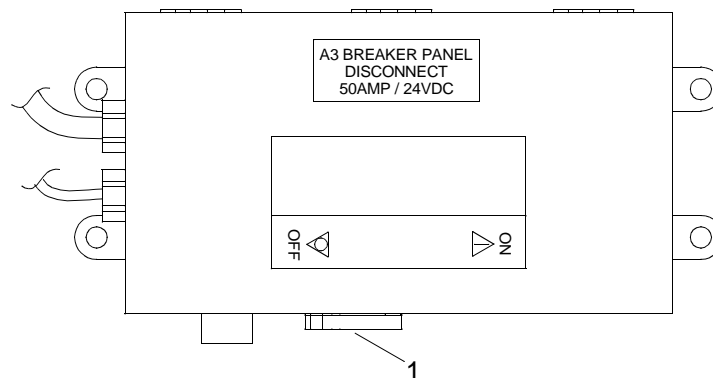 A3 BREAKER PANEL
DISCONNECT
50AMP / 24VDC
OFF
ON
1